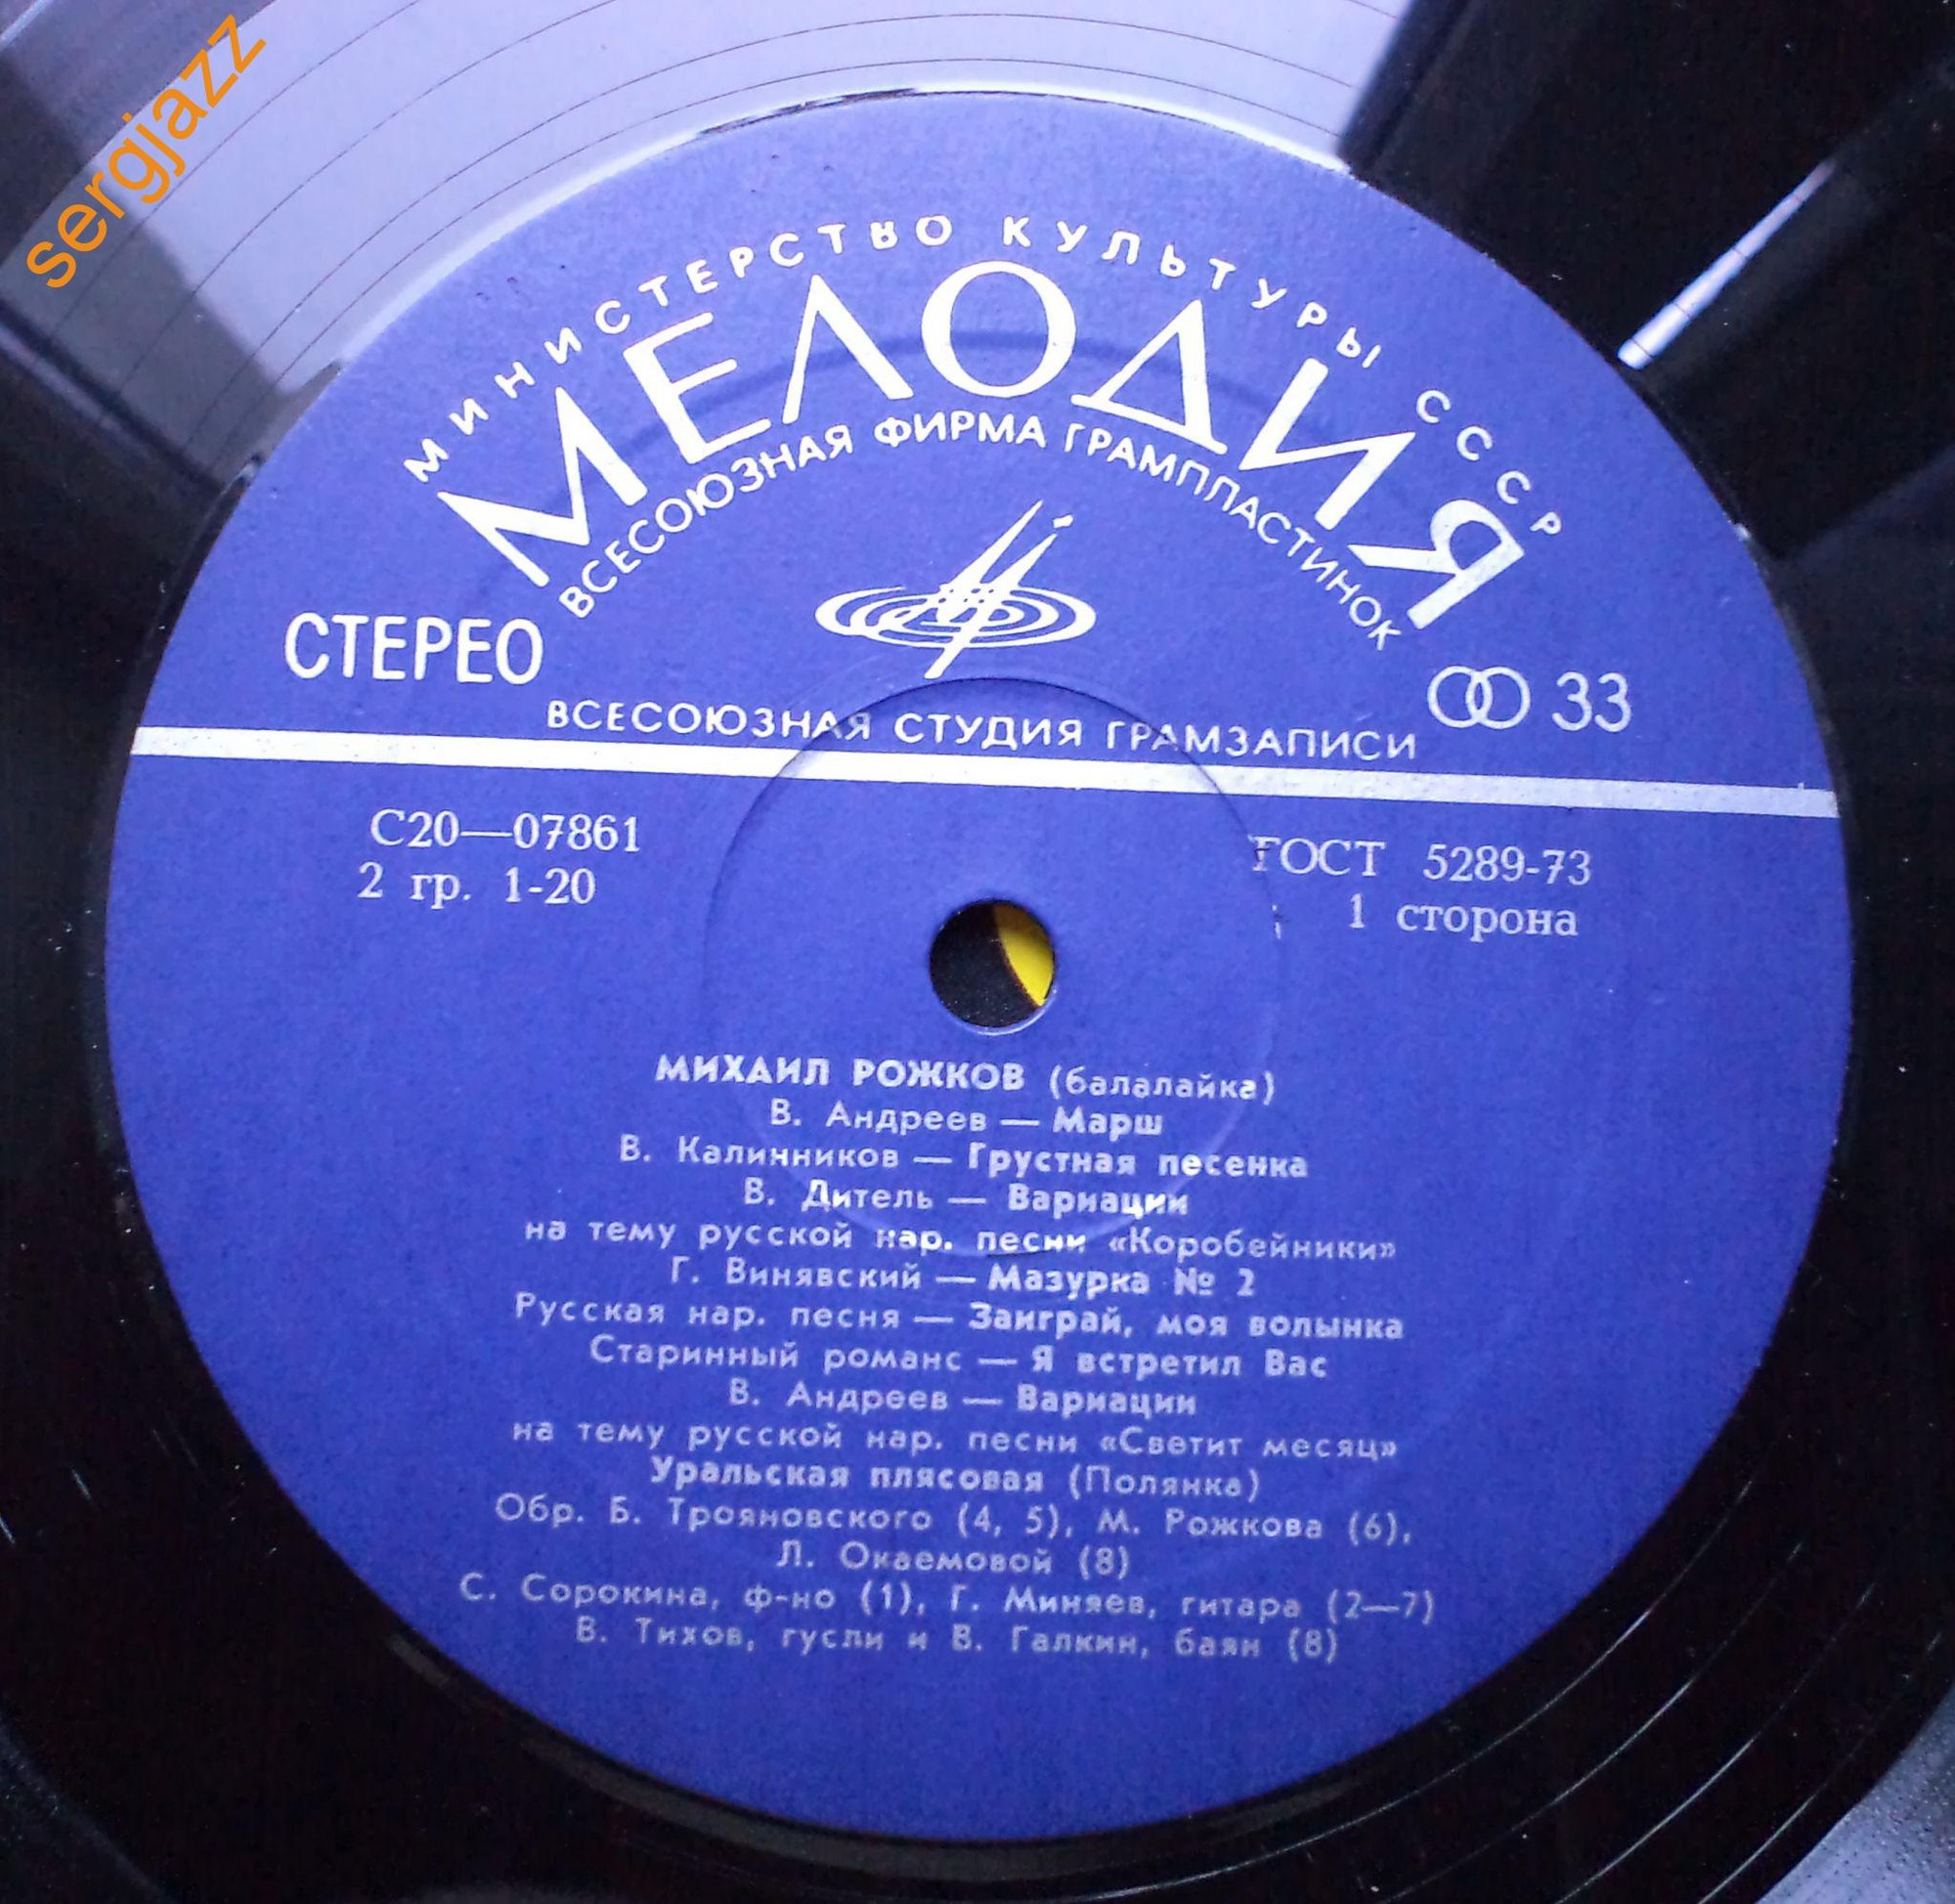 sergjazz
МИНИСТЕРСТВО КУЛЬТУРЫ СССР
МЕЛОДИЯ
ВСЕСОЮЗНАЯ ФИРМА ГРАМПЛАСТИНОК
СТЕРЕО
33
ВСЕСОЮЗНАЯ СТУДИЯ ГРАМЗАПИСИ
С20—07861
ГОСТ 5289-73
2 гр. 1-20
1 сторона
МИХАИЛ РОЖКОВ (балалайка)
В. Андреев — Марш
В. Калинников — Грустная песенка
В. Дитель — Вариации
на тему русской нар. песни «Коробейники»
Г. Винявский — Мазурка № 2
Русская нар. песня — Заиграй, моя волынка
Старинный романс — Я встретил Вас
В. Андреев — Вариации
на тему русской нар. песни «Светит месяц»
Уральская плясовая (Полянка)
Обр. Б. Трояновского (4, 5), М. Рожкова (6),
Л. Окаемовой (8)
С. Сорокина, ф-но (1), Г. Миняев, гитара (2—7)
В. Тихов, гусли и В. Галкин, баян (8)